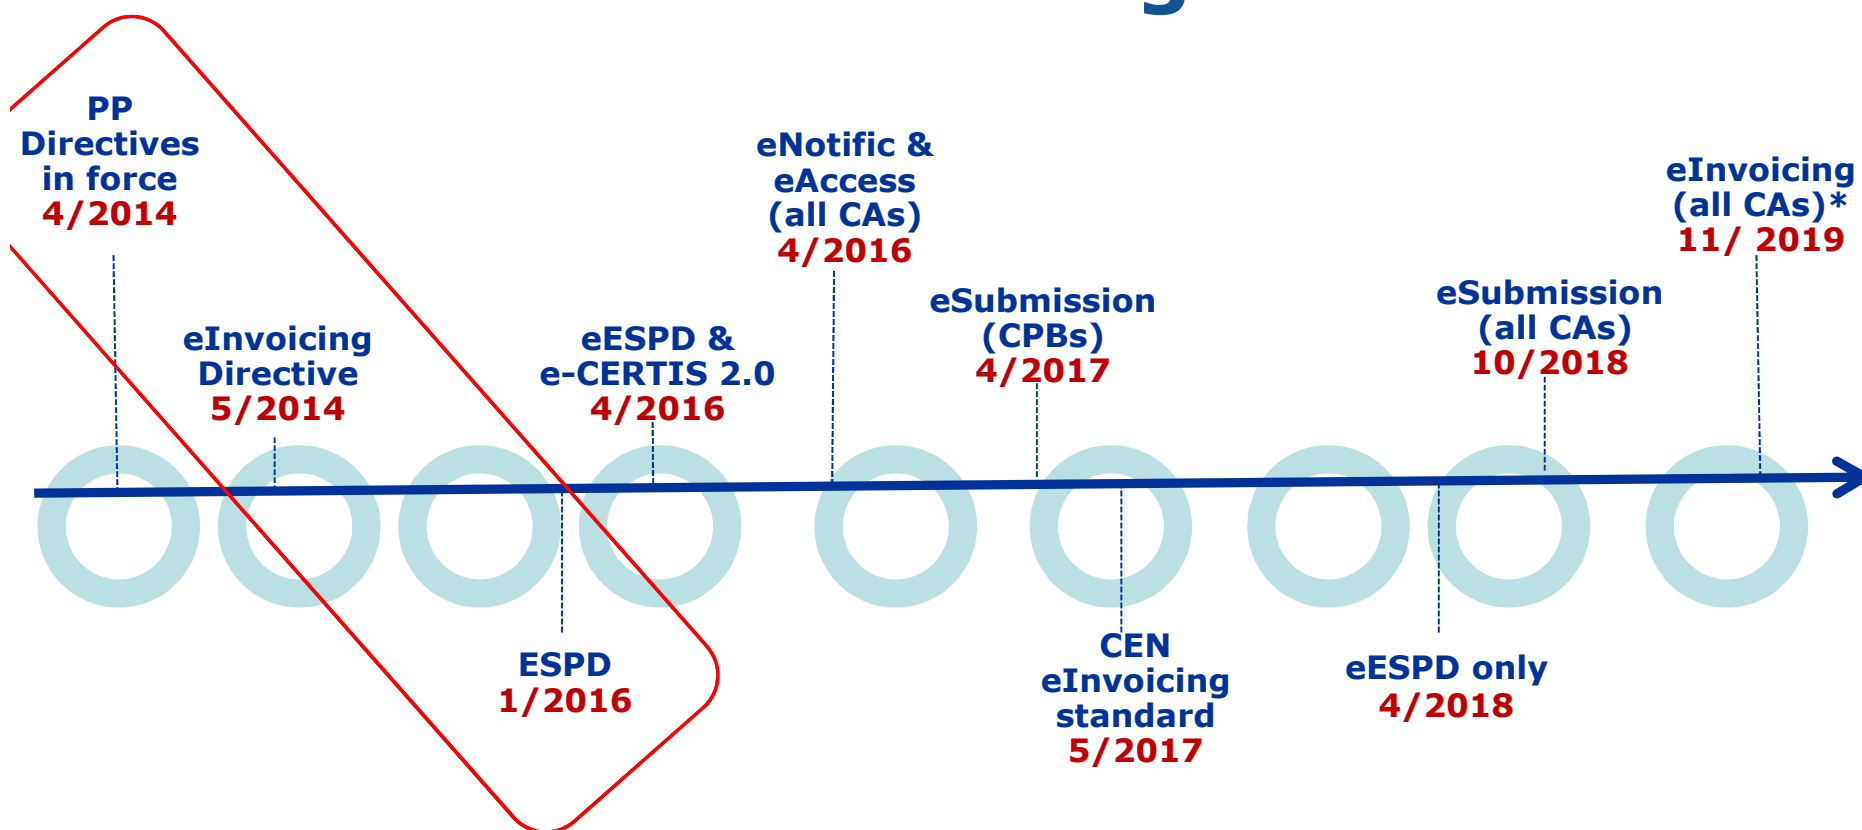 PP
Directives
in force
4/2014
eInvoicing
Directive
5/2014
ESPD
1/2016
eESPD &
e-CERTIS 2.0
4/2016
eNotific &
eAccess
(all CAs)
4/2016
eSubmission
(CPBs)
4/2017
CEN
eInvoicing
standard
5/2017
eESPD only
4/2018
eSubmission
(all CAs)
10/2018
eInvoicing
(all CAs)*
11/ 2019